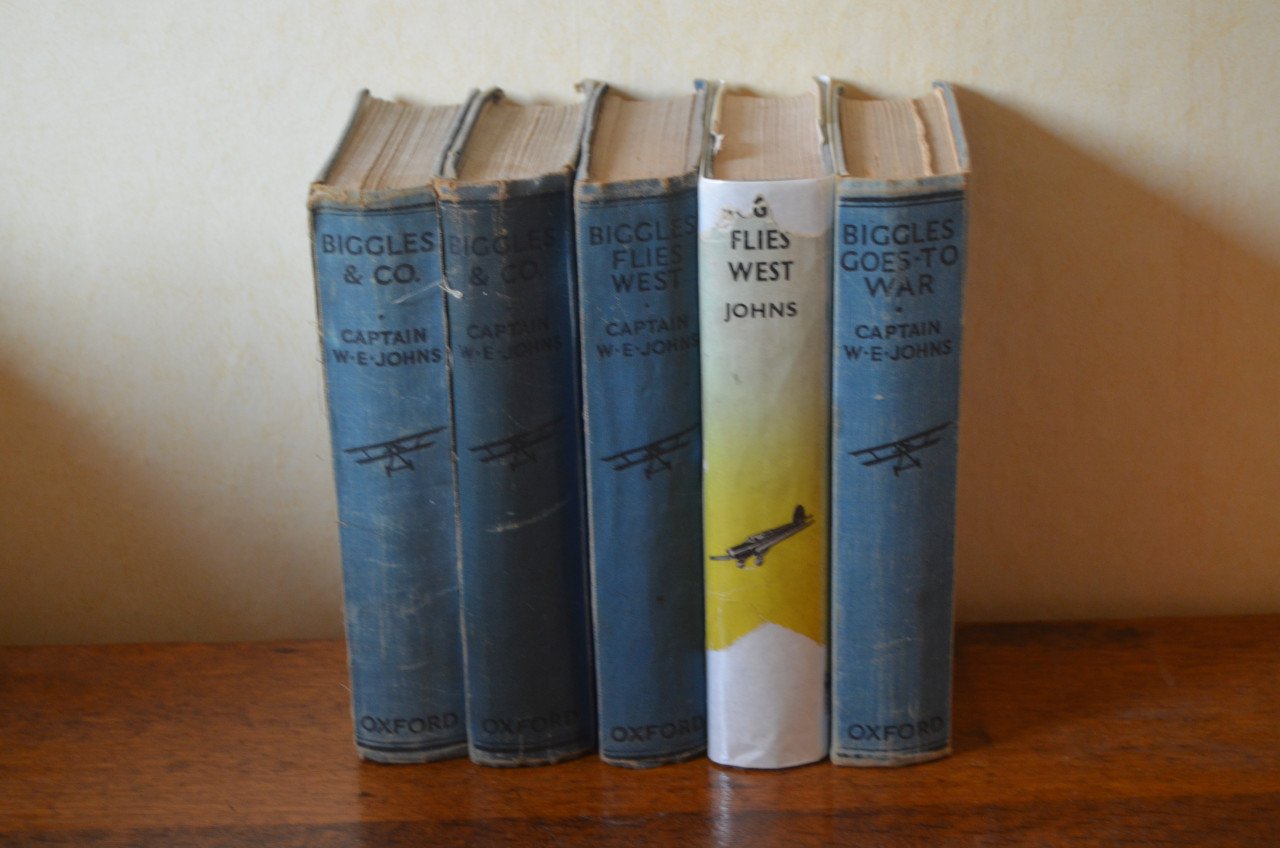 BIGGLES
& CO.
CAPTAIN
W·E·JOHNS
OXFORD
BIGGLES
& CO.
CAPTAIN
W·E·JOHNS
OXFORD
BIGGLES
FLIES
WEST
CAPTAIN
W·E·JOHNS
OXFORD
G
FLIES
WEST
JOHNS
BIGGLES
GOES·TO
WAR
CAPTAIN
W·E·JOHNS
OXFORD